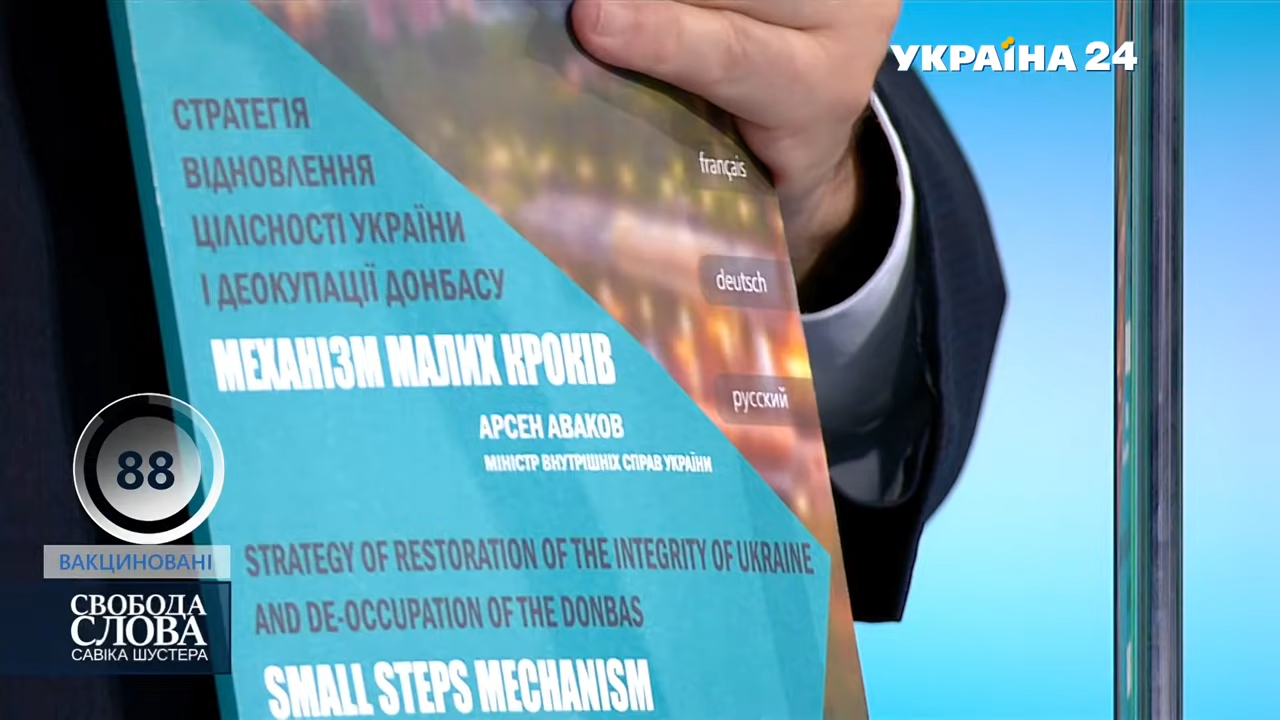 УКРАЇНА 24
СТРАТЕГІЯ
ВІДНОВЛЕННЯ
ЦІЛІСНОСТІ УКРАЇНИ
І ДЕОКУПАЦІЇ ДОНБАСУ
МЕХАНІЗМ МАЛИХ КРОКІВ
АРСЕН АВАКОВ
МІНІСТР ВНУТРІШНІХ СПРАВ УКРАЇНИ
français
deutsch
русский
STRATEGY OF RESTORATION OF THE INTEGRITY OF UKRAINE
AND DE-OCCUPATION OF THE DONBAS
SMALL STEPS MECHANISM
88
ВАКЦИНОВАНІ
СВОБОДА
СЛОВА
САВІКА ШУСТЕРА